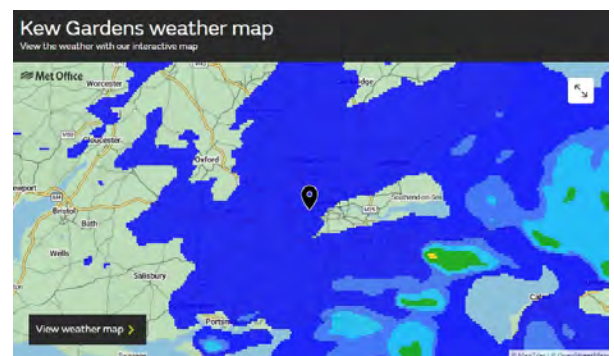 Kew Gardens weather map
View the weather with our interactive map
Met Office
Worcester
Gloucester
Oxford
Bristol
Bath
Southend-on-Sea
Wells
Salisbury
View weather map >